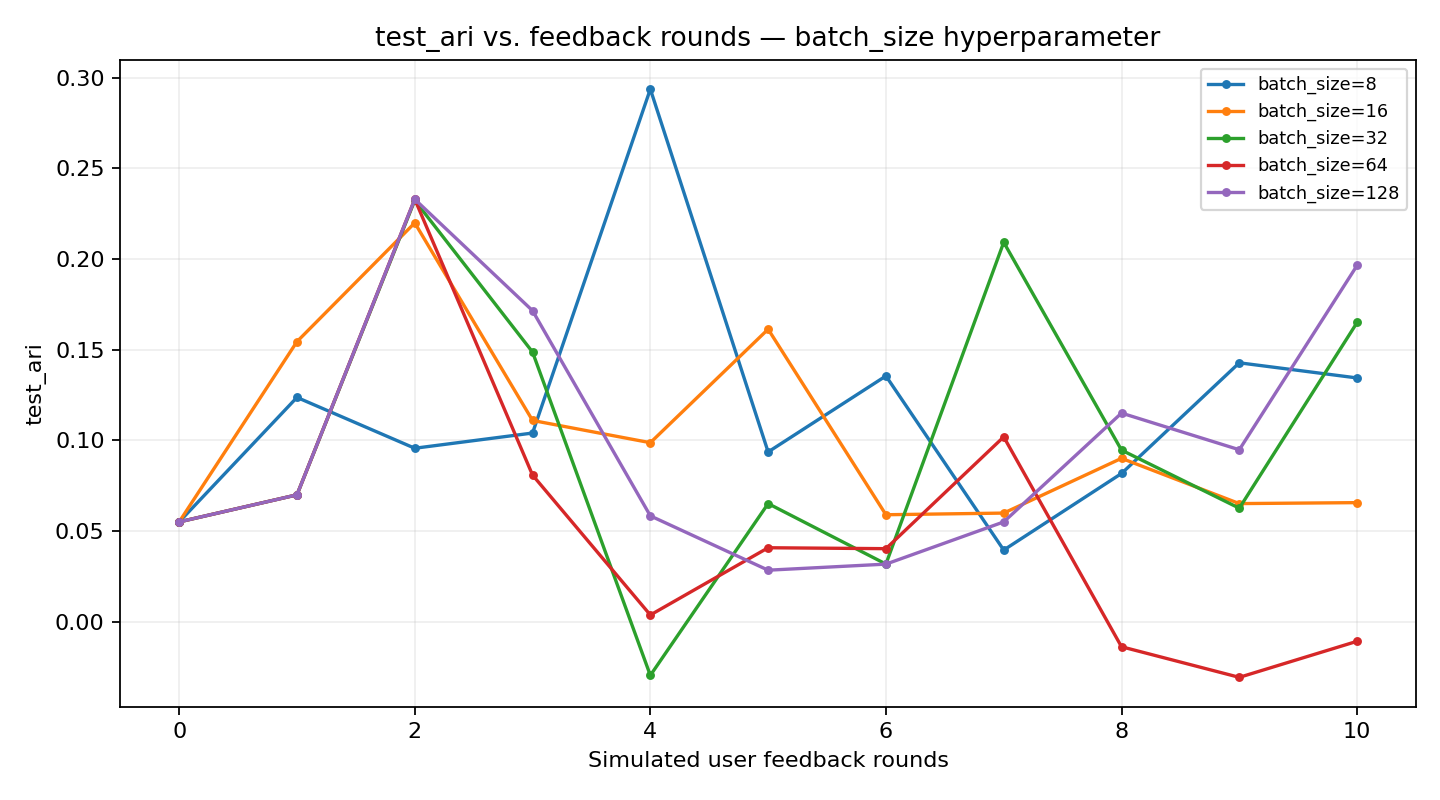 test_ari vs. feedback rounds — batch_size hyperparameter
batch_size=8
batch_size=16
batch_size=32
batch_size=64
batch_size=128
test_ari
0.30
0.25
0.20
0.15
0.10
0.05
0.00
0 2 4 6 8 10
Simulated user feedback rounds